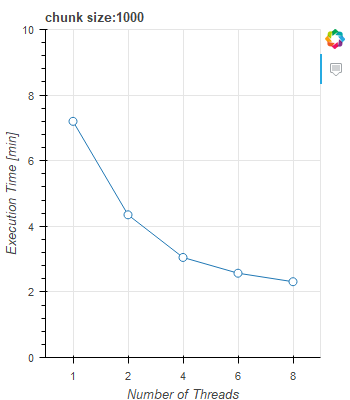 chunk size:1000
10
8
6
4
2
0
Execution Time [min]
1 2 4 6 8
Number of Threads